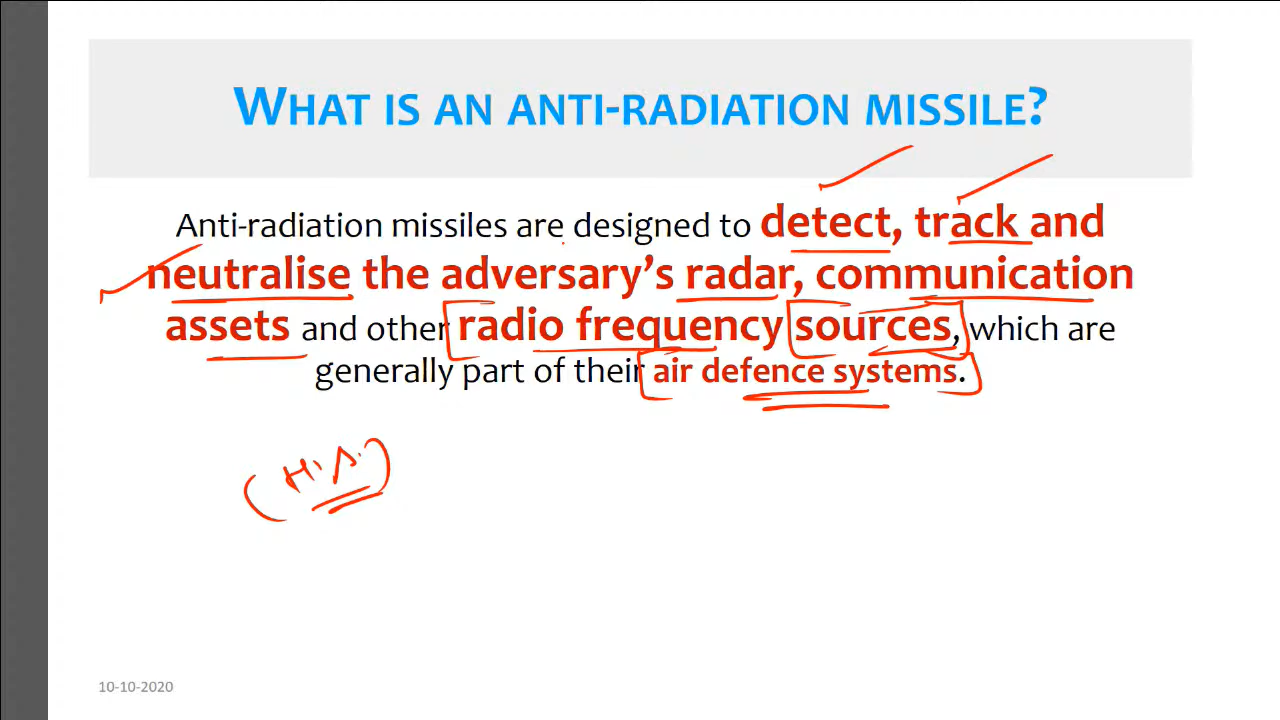 WHAT IS AN ANTI-RADIATION MISSILE?
Anti-radiation missiles are designed to detect, track and
neutralise the adversary's radar, communication
assets and other radio frequency sources, which are
generally part of their air defence systems.
10-10-2020